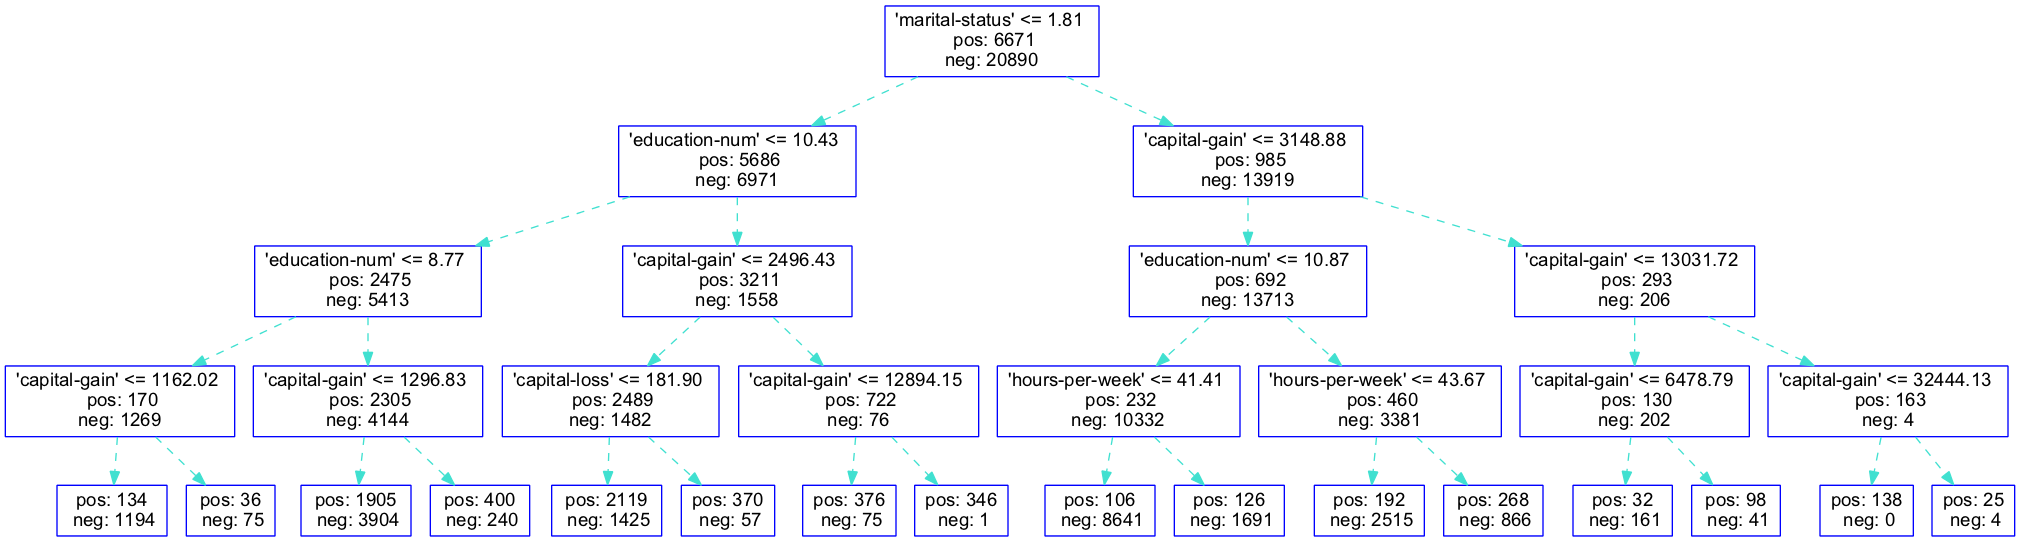 'marital-status' <= 1.81
pos: 6671
neg: 20890
'education-num' <= 10.43
pos: 5686
neg: 6971
'capital-gain' <= 3148.88
pos: 985
neg: 13919
'education-num' <= 8.77
pos: 2475
neg: 5413
'capital-gain' <= 2496.43
pos: 3211
neg: 1558
'education-num' <= 10.87
pos: 692
neg: 13713
'capital-gain' <= 13031.72
pos: 293
neg: 206
'capital-gain' <= 1162.02
pos: 170
neg: 1269
'capital-gain' <= 1296.83
pos: 2305
neg: 4144
'capital-loss' <= 181.90
pos: 2489
neg: 1482
'capital-gain' <= 12894.15
pos: 722
neg: 76
'hours-per-week' <= 41.41
pos: 232
neg: 10332
'hours-per-week' <= 43.67
pos: 460
neg: 3381
'capital-gain' <= 6478.79
pos: 130
neg: 202
'capital-gain' <= 32444.13
pos: 163
neg: 4
pos: 134
neg: 1194
pos: 36
neg: 75
pos: 1905
neg: 3904
pos: 400
neg: 240
pos: 2119
neg: 1425
pos: 370
neg: 57
pos: 376
neg: 75
pos: 346
neg: 1
pos: 106
neg: 8641
pos: 126
neg: 1691
pos: 192
neg: 2515
pos: 268
neg: 866
pos: 32
neg: 161
pos: 98
neg: 41
pos: 138
neg: 0
pos: 25
neg: 4